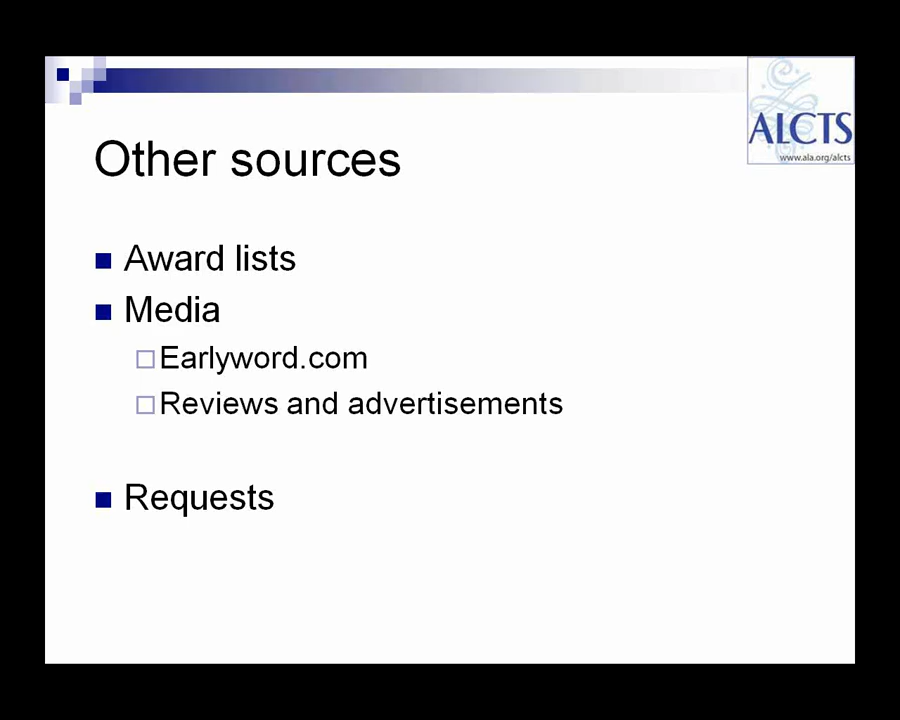 ALCTS
www.ala.org/alcts
Other sources
Award lists
Media
Earlyword.com
Reviews and advertisements
Requests